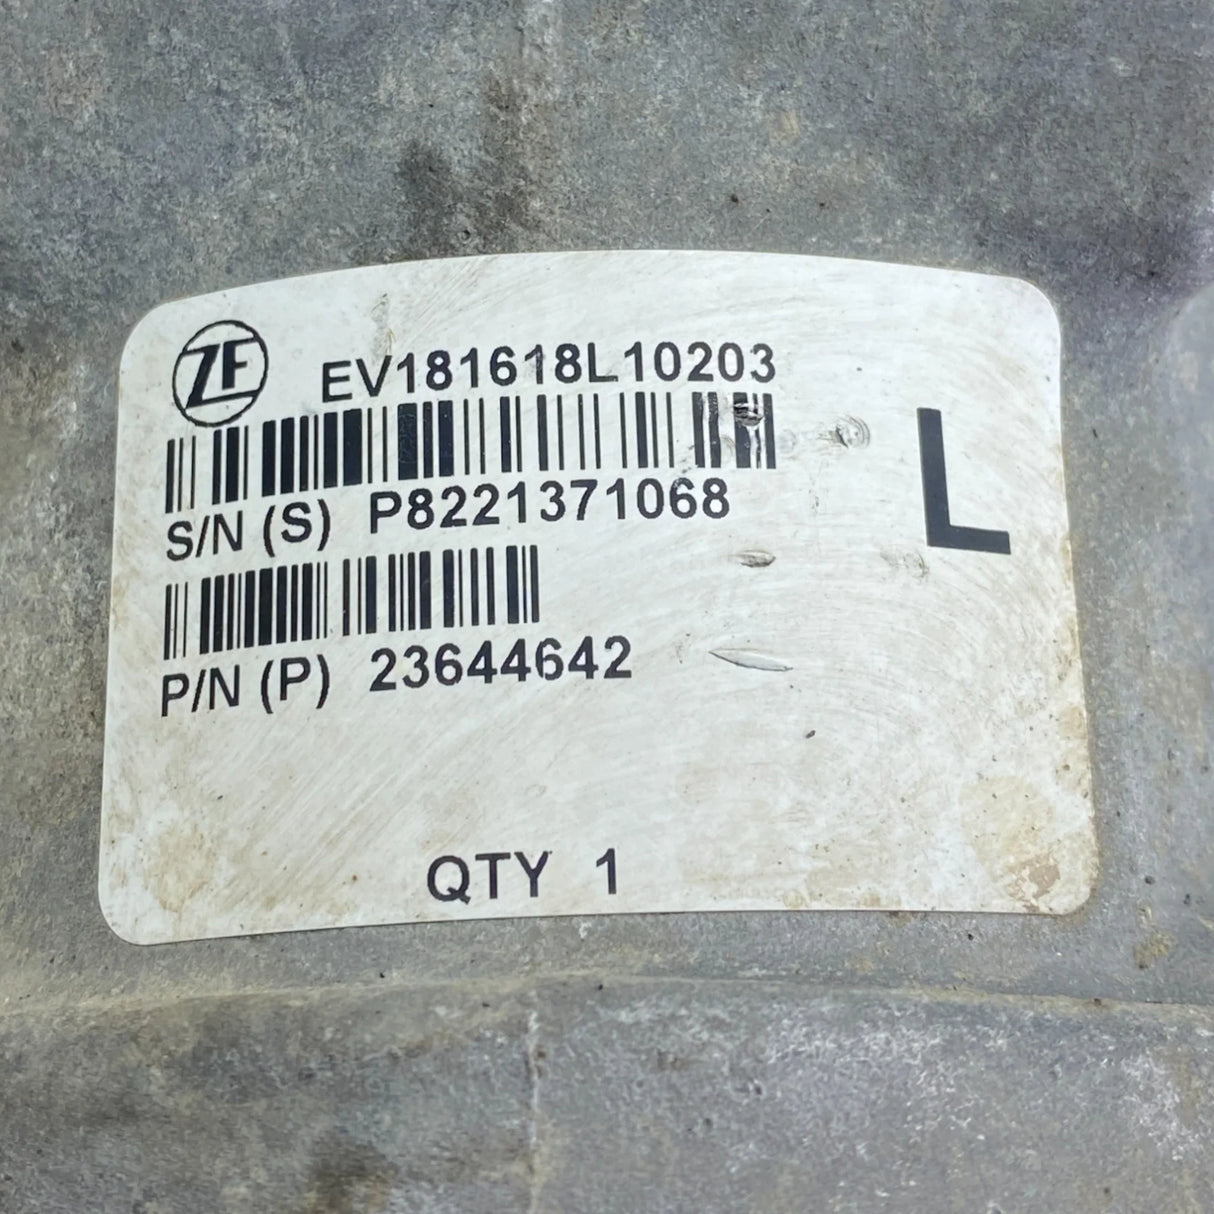 ZF EV181618L10203
S/N (S) P8221371068
L
P/N (P) 23644642
QTY 1